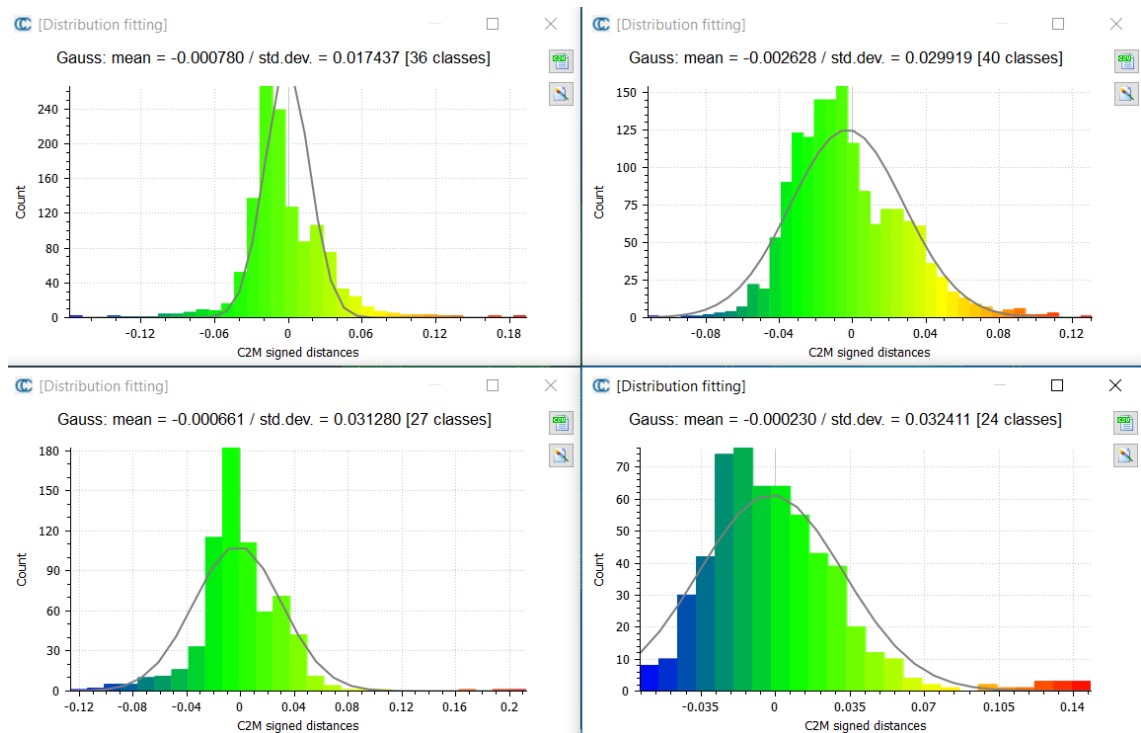 [Distribution fitting]
Gauss: mean = -0.000780 / std.dev. = 0.017437 [36 classes]
CSV
240
200
160
120
80
40
0
Count
-0.12 -0.06 0 0.06 0.12 0.18
C2M signed distances
[Distribution fitting]
Gauss: mean = -0.002628 / std.dev. = 0.029919 [40 classes]
CSV
150
125
100
75
50
25
0
Count
-0.08 -0.04 0 0.04 0.08 0.12
C2M signed distances
[Distribution fitting]
Gauss: mean = -0.000661 / std.dev. = 0.031280 [27 classes]
CSV
180
150
120
90
60
30
0
Count
-0.12 -0.08 -0.04 0 0.04 0.08 0.12 0.16 0.2
C2M signed distances
[Distribution fitting]
Gauss: mean = -0.000230 / std.dev. = 0.032411 [24 classes]
CSV
70
60
50
40
30
20
10
0
Count
-0.035 0 0.035 0.07 0.105 0.14
C2M signed distances